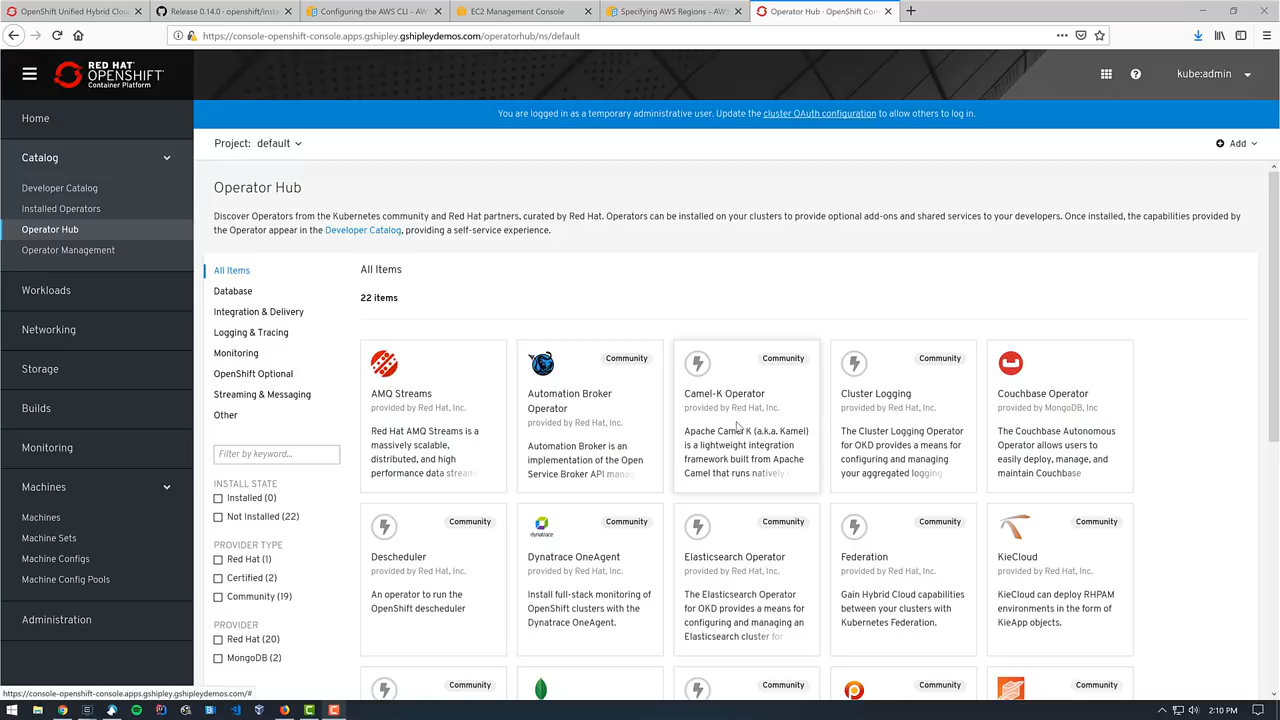 OpenShift Unified Hybrid Cloud
Release 0.14.0 · openshift/insta
Configuring the AWS CLI - AW
EC2 Management Console
Specifying AWS Regions - AWS
Operator Hub · OpenShift Con
https://console-openshift-console.apps.gshipley.gshipleydemos.com/operatorhub/ns/default
RED HAT
OPENSHIFT
Container Platform
kube:admin
You are logged in as a temporary administrative user. Update the cluster OAuth configuration to allow others to log in.
Home
Catalog
Developer Catalog
Installed Operators
Operator Hub
Operator Management
Workloads
Networking
Storage
Builds
Monitoring
Machines
Machines
Machine Sets
Machine Configs
Machine Config Pools
Administration
Project: default
Add
Operator Hub
Discover Operators from the Kubernetes community and Red Hat partners, curated by Red Hat. Operators can be installed on your clusters to provide optional add-ons and shared services to your developers. Once installed, the capabilities provided by
the Operator appear in the Developer Catalog, providing a self-service experience.
All Items
Database
Integration & Delivery
Logging & Tracing
Monitoring
OpenShift Optional
Streaming & Messaging
Other
Filter by keyword...
INSTALL STATE
Installed (0)
Not Installed (22)
PROVIDER TYPE
Red Hat (1)
Certified (2)
Community (19)
PROVIDER
Red Hat (20)
MongoDB (2)
All Items
22 items
AMQ Streams
provided by Red Hat, Inc.
Red Hat AMQ Streams is a
massively scalable,
distributed, and high
performance data stream
Community
Automation Broker
Operator
provided by Red Hat, Inc.
Automation Broker is an
implementation of the Open
Service Broker API mana
Community
Camel-K Operator
provided by Red Hat, Inc.
Apache Camel K (a.k.a. Kamel)
is a lightweight integration
framework built from Apache
Camel that runs natively
Community
Cluster Logging
provided by Red Hat, Inc.
The Cluster Logging Operator
for OKD provides a means for
configuring and managing
your aggregated logging
Couchbase Operator
provided by MongoDB, Inc
The Couchbase Autonomous
Operator allows users to
easily deploy, manage, and
maintain Couchbase
Community
Descheduler
provided by Red Hat, Inc.
An operator to run the
OpenShift descheduler
Community
dynatrace
Dynatrace OneAgent
provided by Red Hat, Inc.
Install full-stack monitoring of
OpenShift clusters with the
Dynatrace OneAgent.
Community
Elasticsearch Operator
provided by Red Hat, Inc.
The Elasticsearch Operator
for OKD provides a means for
configuring and managing an
Elasticsearch cluster for
Community
Federation
provided by Red Hat, Inc.
Gain Hybrid Cloud capabilities
between your clusters with
Kubernetes Federation.
Community
KieCloud
provided by Red Hat, Inc.
KieCloud can deploy RHPAM
environments in the form of
KieApp objects.
Community
Community
Community
Community
https://console-openshift-console.apps.gshipley.gshipleydemos.com/#
2:10 PM